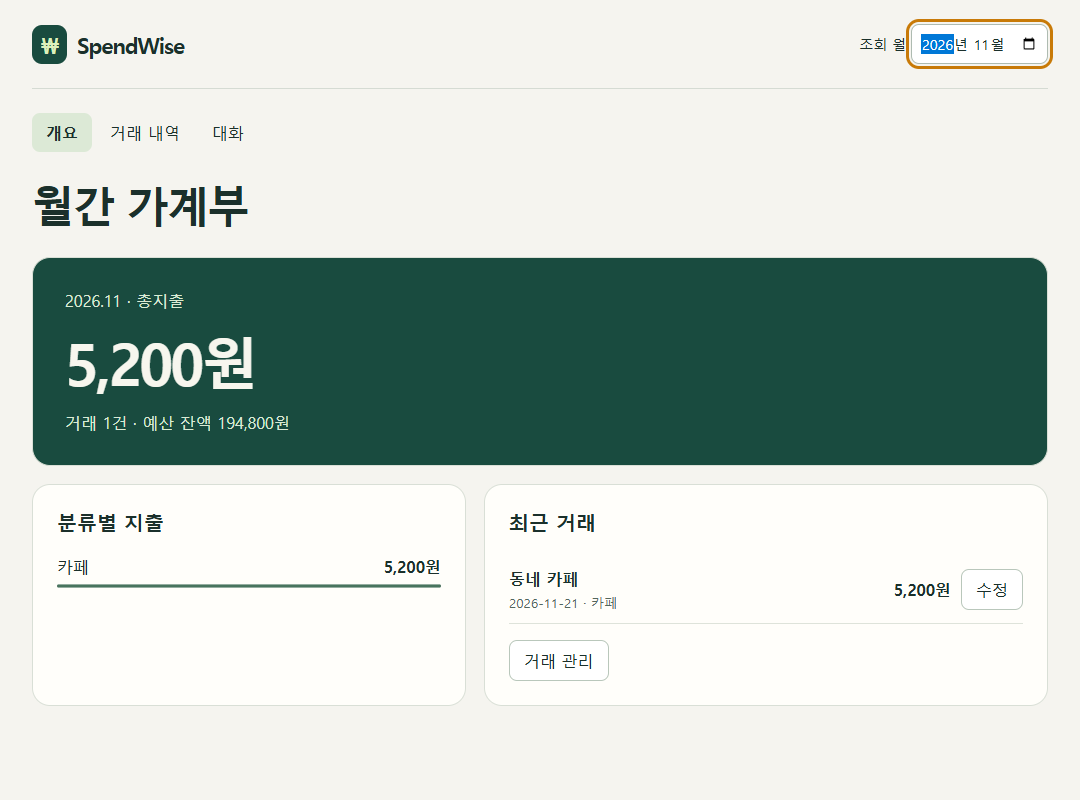 ₩ SpendWise
조회 월 2026년 11월
개요 거래 내역 대화
월간 가계부
2026.11 · 총지출
5,200원
거래 1건 · 예산 잔액 194,800원
분류별 지출
카페 5,200원
최근 거래
동네 카페
2026-11-21 · 카페
5,200원 수정
거래 관리